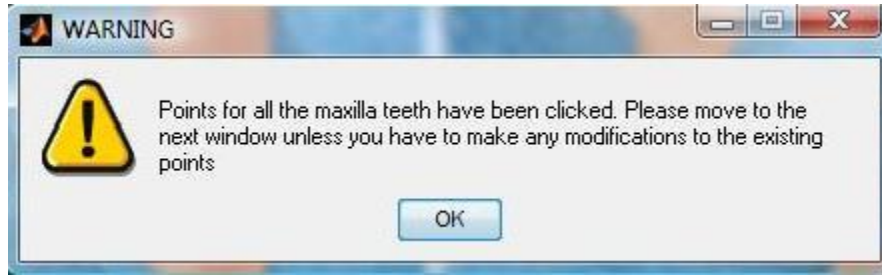 WARNING
Points for all the maxilla teeth have been clicked. Please move to the
next window unless you have to make any modifications to the existing
points
OK